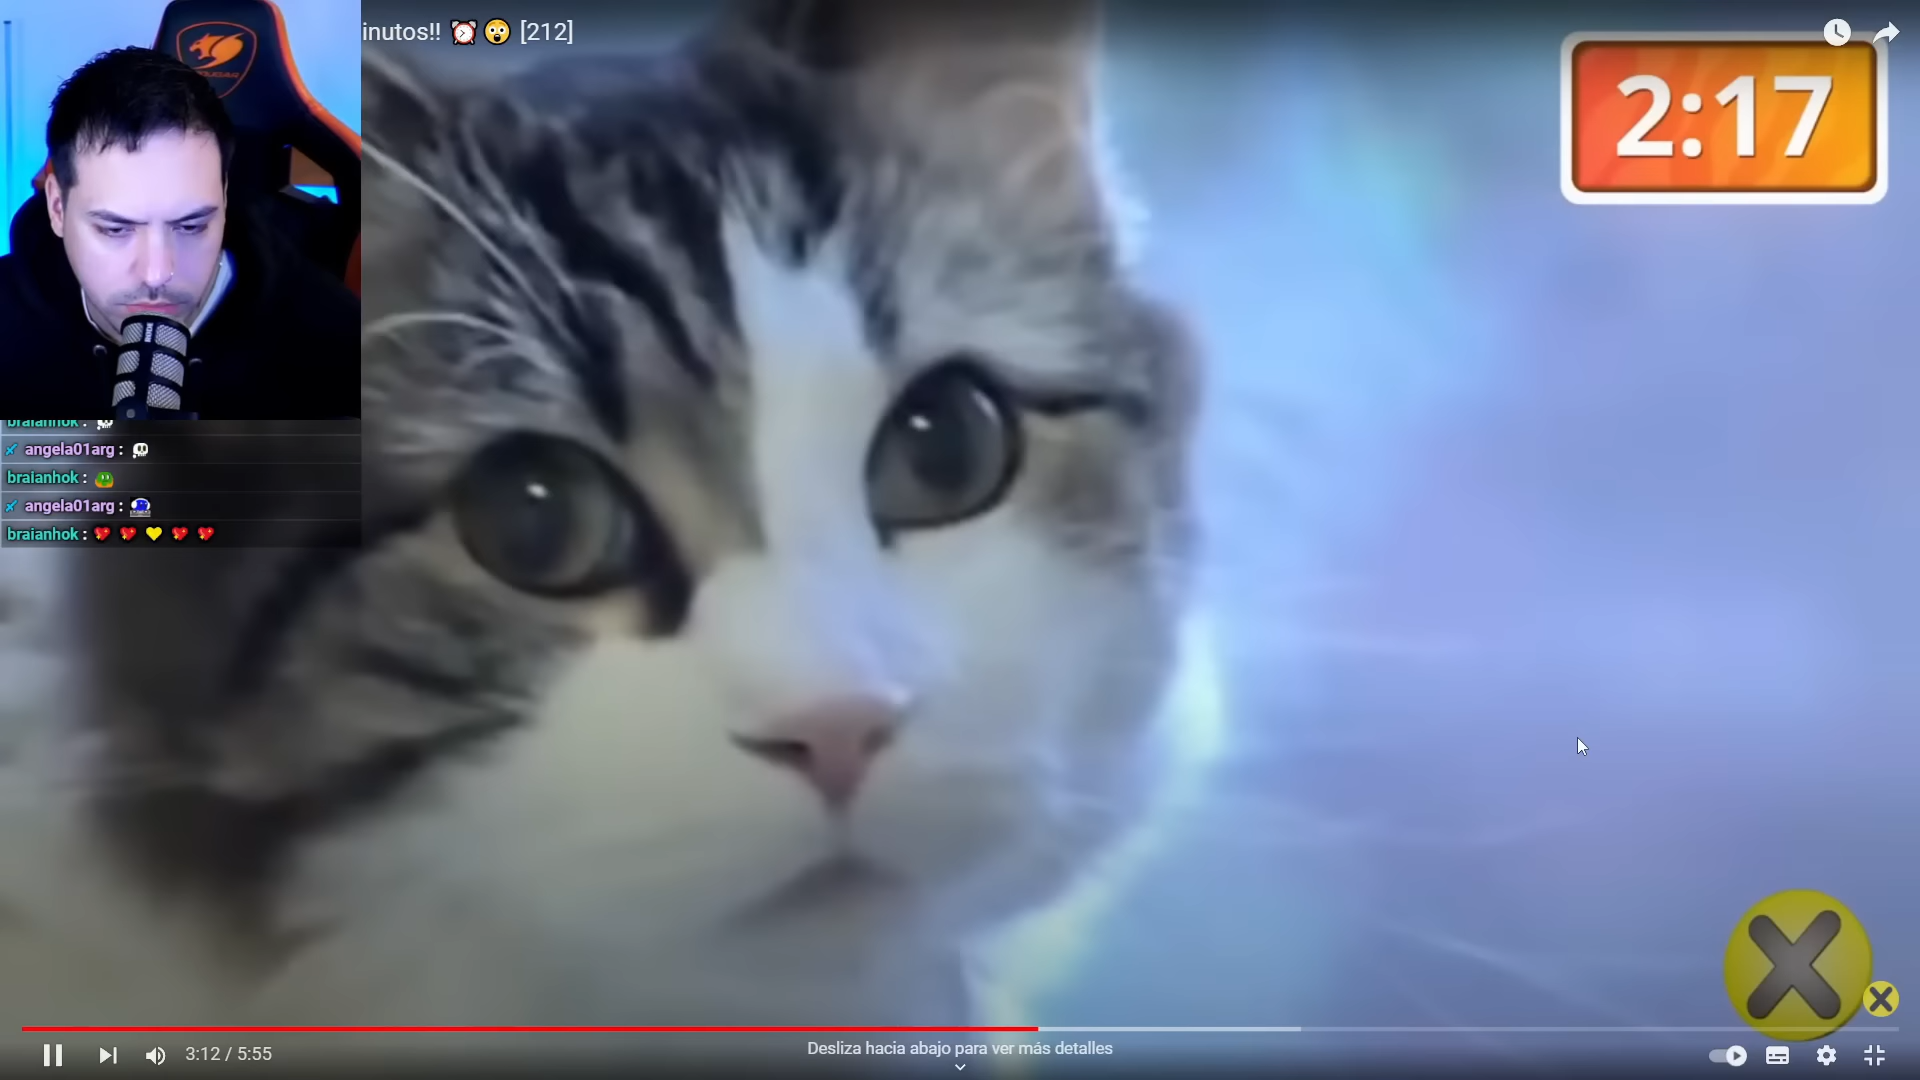 inutos!! ⏰😲 [212]
2:17
braianhok :
angela01arg :
braianhok :
angela01arg :
braianhok : 💖 💖 💛 💖 💖
3:12 / 5:55
Desliza hacia abajo para ver más detalles